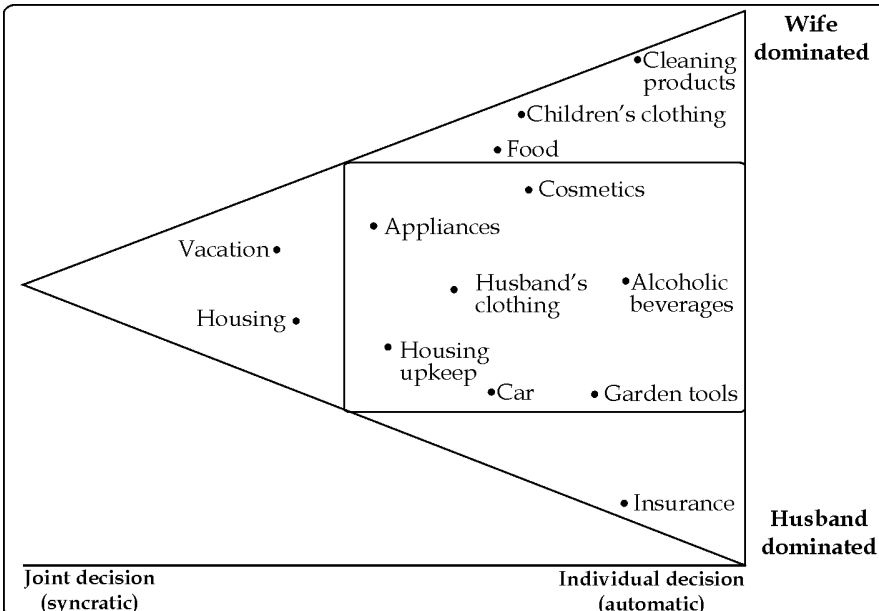 Wife
dominated
Cleaning
products
Children's clothing
Food
Cosmetics
Appliances
Vacation
Husband's
clothing
Alcoholic
beverages
Housing
Housing
upkeep
Car
Garden tools
Insurance
Husband
dominated
Joint decision
(syncratic)
Individual decision
(automatic)